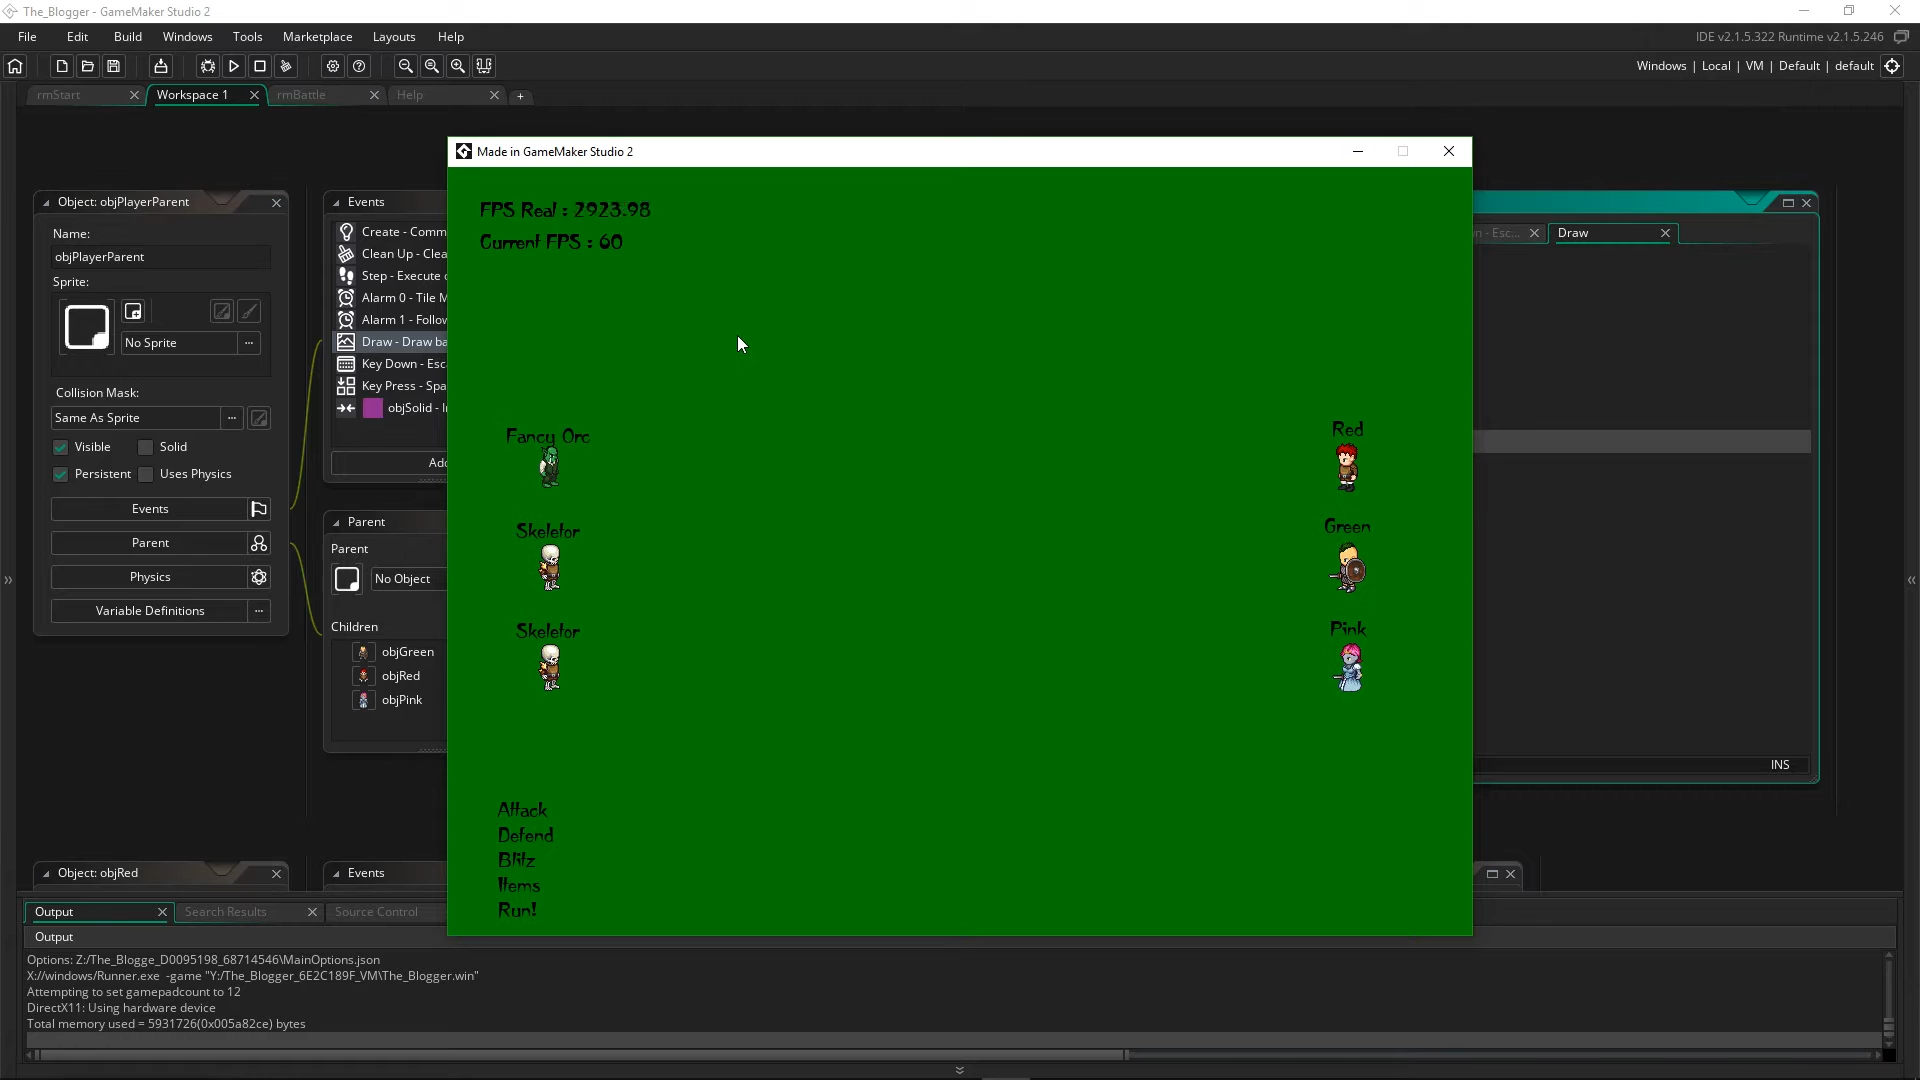 The_Blogger - GameMaker Studio 2
File Edit Build Windows Tools Marketplace Layouts Help
IDE v2.1.5.322 Runtime v2.1.5.246
Windows | Local | VM | Default | default
rmStart
Workspace 1
rmBattle
Help
Made in GameMaker Studio 2
FPS Real : 2923.98
Current FPS : 60
Fancy Orc
Skeletor
Skeletor
Red
Green
Pink
Attack
Defend
Blitz
Items
Run!
Object: objPlayerParent
Name:
objPlayerParent
Sprite:
No Sprite
Collision Mask:
Same As Sprite
Visible
Solid
Persistent
Uses Physics
Events
Parent
Physics
Variable Definitions
Events
Create - Comm
Clean Up - Clea
Step - Execute
Alarm 0 - Tile M
Alarm 1 - Follow
Draw - Draw ba
Key Down - Esc
Key Press - Spa
objSolid - I
Add
Parent
Parent
No Object
Children
objGreen
objRed
objPink
n - Esc...
Draw
INS
Object: objRed
Events
Output
Search Results
Source Control
Output
Options: Z:/The_Blogge_D0095198_68714546\MainOptions.json
X://windows/Runner.exe -game "Y:/The_Blogger_6E2C189F_VM\The_Blogger.win"
Attempting to set gamepadcount to 12
DirectX11: Using hardware device
Total memory used = 5931726(0x005a82ce) bytes